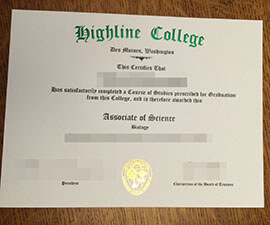 Highline College
Des Moines, Washington
This Certifies That
Has satisfactorily completed a Course of Studies prescribed for Graduation
from this College, and is therefore awarded this
Associate of Science
Biology
President
Chairperson of the Board of Trustees